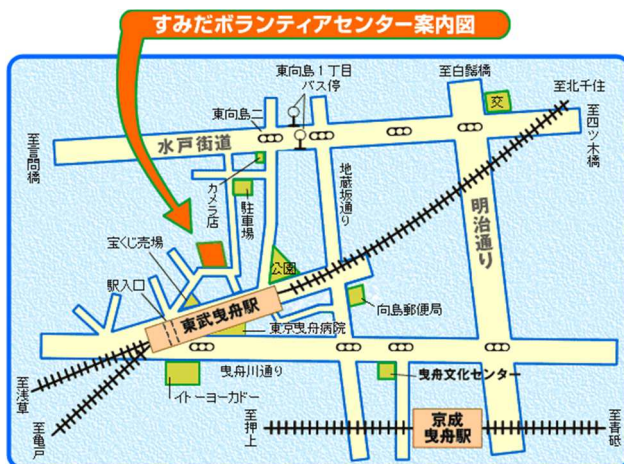 すみだボランティアセンター案内図
東向島1丁目
バス停
至白鬚橋
至北千住
交
東向島二
至四ツ木橋
水戸街道
至言問橋
カメラ店
駐車場
地蔵坂通り
明治通り
宝くじ売場
公園
駅入口
東武曳舟駅
向島郵便局
東京曳舟病院
曳舟川通り
曳舟文化センター
イトーヨーカドー
至浅草
至亀戸
至押上
京成
曳舟駅
至青砥